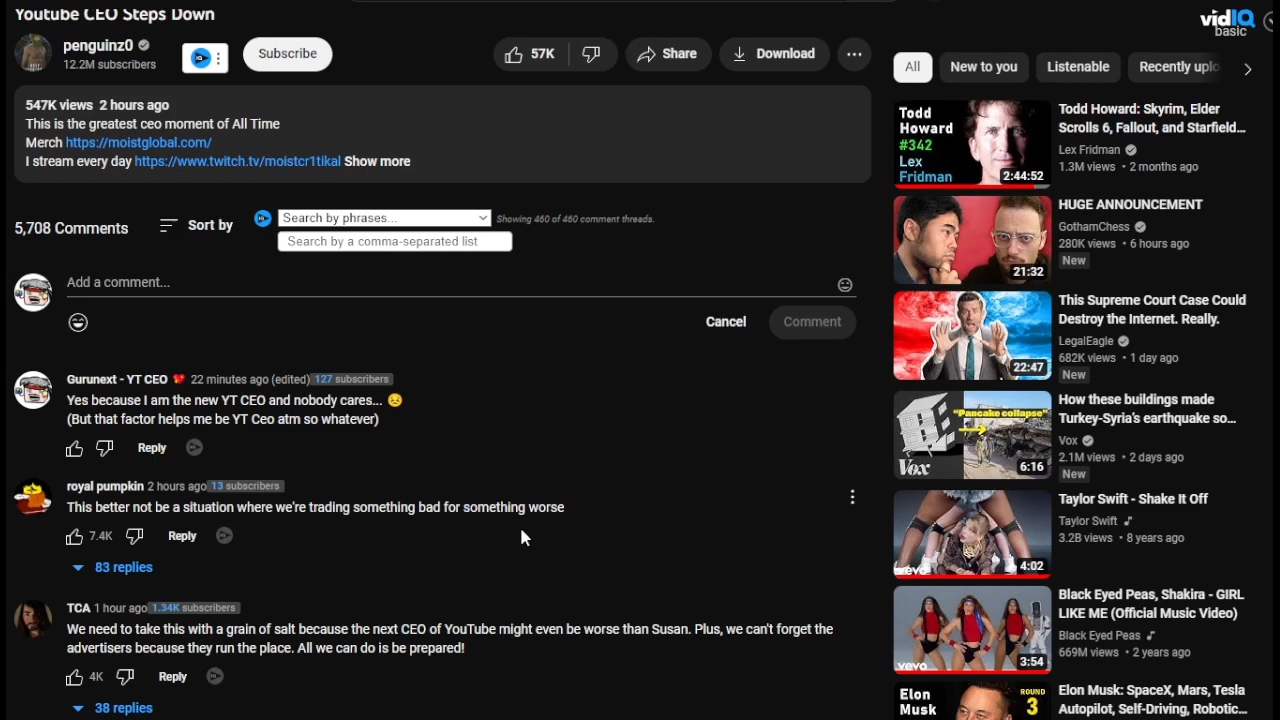 Youtube CEO Steps Down
penguinz0
12.2M subscribers
Subscribe
57K
Share
Download
547K views 2 hours ago
This is the greatest ceo moment of All Time
Merch https://moistglobal.com/
I stream every day https://www.twitch.tv/moistcr1tikal Show more
5,708 Comments
Sort by
Search by phrases...
Showing 460 of 460 comment threads.
Search by a comma-separated list
Add a comment...
Cancel
Comment
Gurunext - YT CEO 22 minutes ago (edited) 127 subscribers
Yes because I am the new YT CEO and nobody cares...
(But that factor helps me be YT Ceo atm so whatever)
Reply
royal pumpkin 2 hours ago 13 subscribers
This better not be a situation where we're trading something bad for something worse
7.4K
Reply
83 replies
TCA 1 hour ago 1.34K subscribers
We need to take this with a grain of salt because the next CEO of YouTube might even be worse than Susan. Plus, we can't forget the
advertisers because they run the place. All we can do is be prepared!
4K
Reply
38 replies
vidIQ
basic
All
New to you
Listenable
Recently uplo
Todd
Howard
#342
Lex
Fridman
2:44:52
Todd Howard: Skyrim, Elder
Scrolls 6, Fallout, and Starfield...
Lex Fridman
1.3M views • 2 months ago
21:32
HUGE ANNOUNCEMENT
GothamChess
280K views • 6 hours ago
New
22:47
This Supreme Court Case Could
Destroy the Internet. Really.
LegalEagle
682K views • 1 day ago
New
"Pancake collapse"
Vox
6:16
How these buildings made
Turkey-Syria's earthquake so...
Vox
2.1M views • 2 days ago
New
vevo
4:02
Taylor Swift - Shake It Off
Taylor Swift
3.2B views • 8 years ago
vevo
3:54
Black Eyed Peas, Shakira - GIRL
LIKE ME (Official Music Video)
Black Eyed Peas
669M views • 2 years ago
Elon
Musk
ROUND
3
Elon Musk: SpaceX, Mars, Tesla
Autopilot, Self-Driving, Robotic...